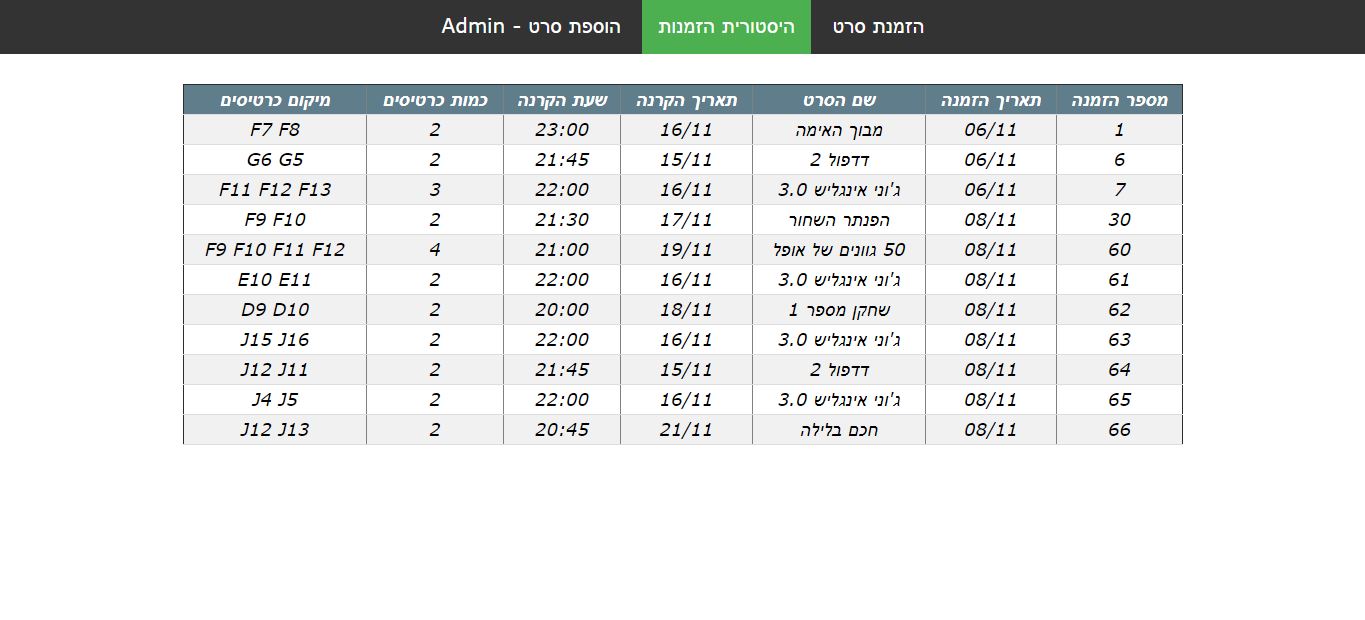 הזמנת סרט היסטורית הזמנות הוספת סרט - Admin
מספר הזמנה תאריך הזמנה שם הסרט תאריך הקרנה שעת הקרנה כמות כרטיסים מיקום כרטיסים
1 06/11 מבוך האימה 16/11 23:00 2 F7 F8
6 06/11 דדפול 2 15/11 21:45 2 G6 G5
7 06/11 ג'וני אינגליש 3.0 16/11 22:00 3 F11 F12 F13
30 08/11 הפנתר השחור 17/11 21:30 2 F9 F10
60 08/11 50 גוונים של אופל 19/11 21:00 4 F9 F10 F11 F12
61 08/11 ג'וני אינגליש 3.0 16/11 22:00 2 E10 E11
62 08/11 שחקן מספר 1 18/11 20:00 2 D9 D10
63 08/11 ג'וני אינגליש 3.0 16/11 22:00 2 J15 J16
64 08/11 דדפול 2 15/11 21:45 2 J12 J11
65 08/11 ג'וני אינגליש 3.0 16/11 22:00 2 J4 J5
66 08/11 חכם בלילה 21/11 20:45 2 J12 J13